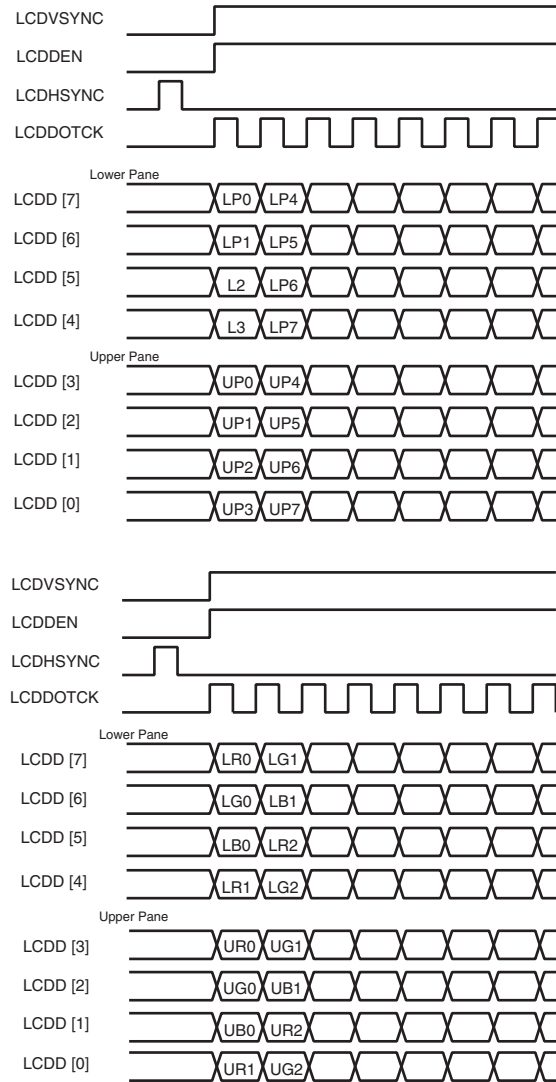 LCDVSYNC
LCDDEN
LCDHSYNC
LCDDOTCK
Lower Pane
LCDD [7] LP0 LP4
LCDD [6] LP1 LP5
LCDD [5] L2 LP6
LCDD [4] L3 LP7
Upper Pane
LCDD [3] UP0 UP4
LCDD [2] UP1 UP5
LCDD [1] UP2 UP6
LCDD [0] UP3 UP7
LCDVSYNC
LCDDEN
LCDHSYNC
LCDDOTCK
Lower Pane
LCDD [7] LR0 LG1
LCDD [6] LG0 LB1
LCDD [5] LB0 LR2
LCDD [4] LR1 LG2
Upper Pane
LCDD [3] UR0 UG1
LCDD [2] UG0 UB1
LCDD [1] UB0 UR2
LCDD [0] UR1 UG2